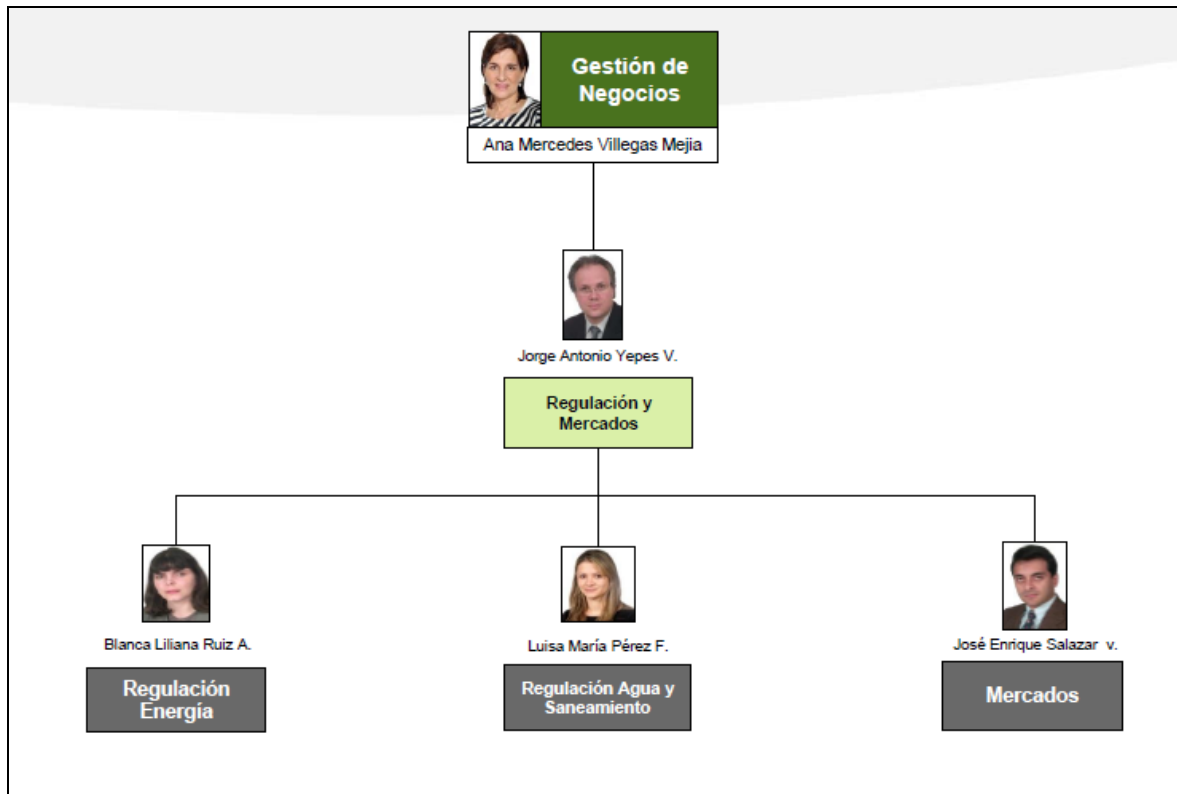 Gestión de
Negocios
Ana Mercedes Villegas Mejia
Jorge Antonio Yepes V.
Regulación y
Mercados
Blanca Liliana Ruiz A.
Luisa María Pérez F.
José Enrique Salazar v.
Regulación
Energía
Regulación Agua y
Saneamiento
Mercados